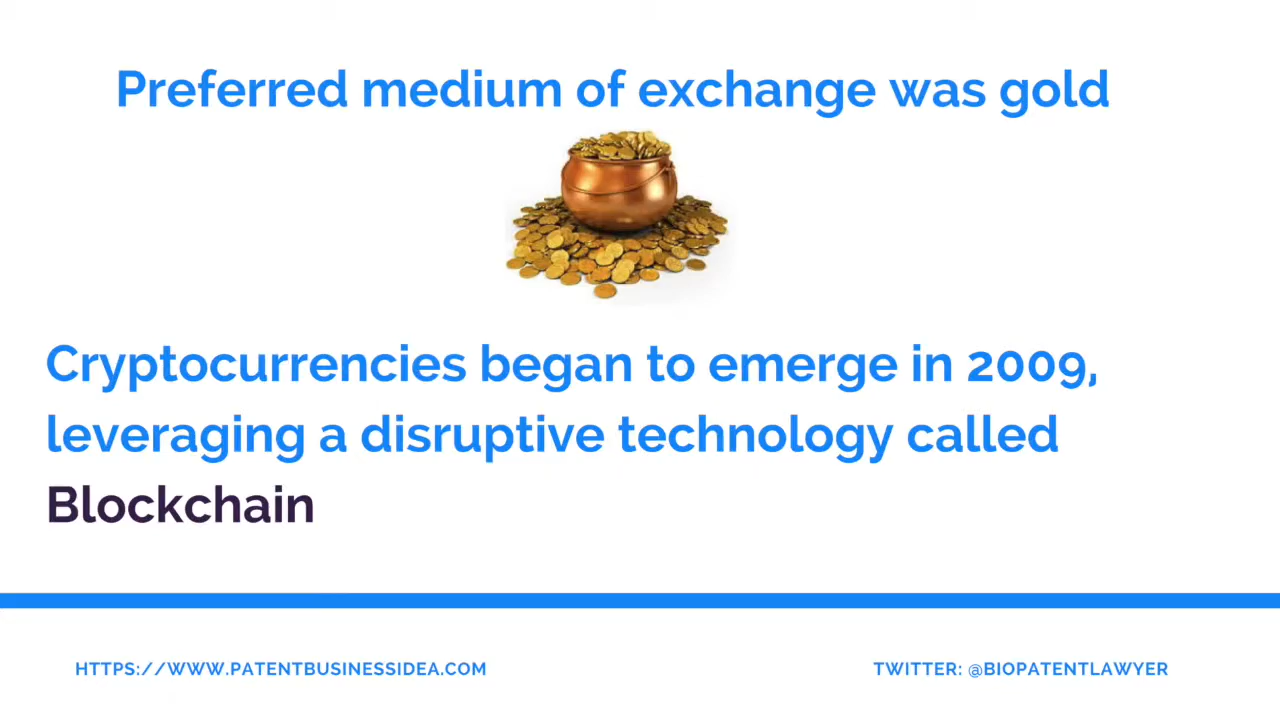 Preferred medium of exchange was gold
Cryptocurrencies began to emerge in 2009,
leveraging a disruptive technology called
Blockchain
HTTPS://WWW.PATENTBUSINESSIDEA.COM
TWITTER: @BIOPATENTLAWYER